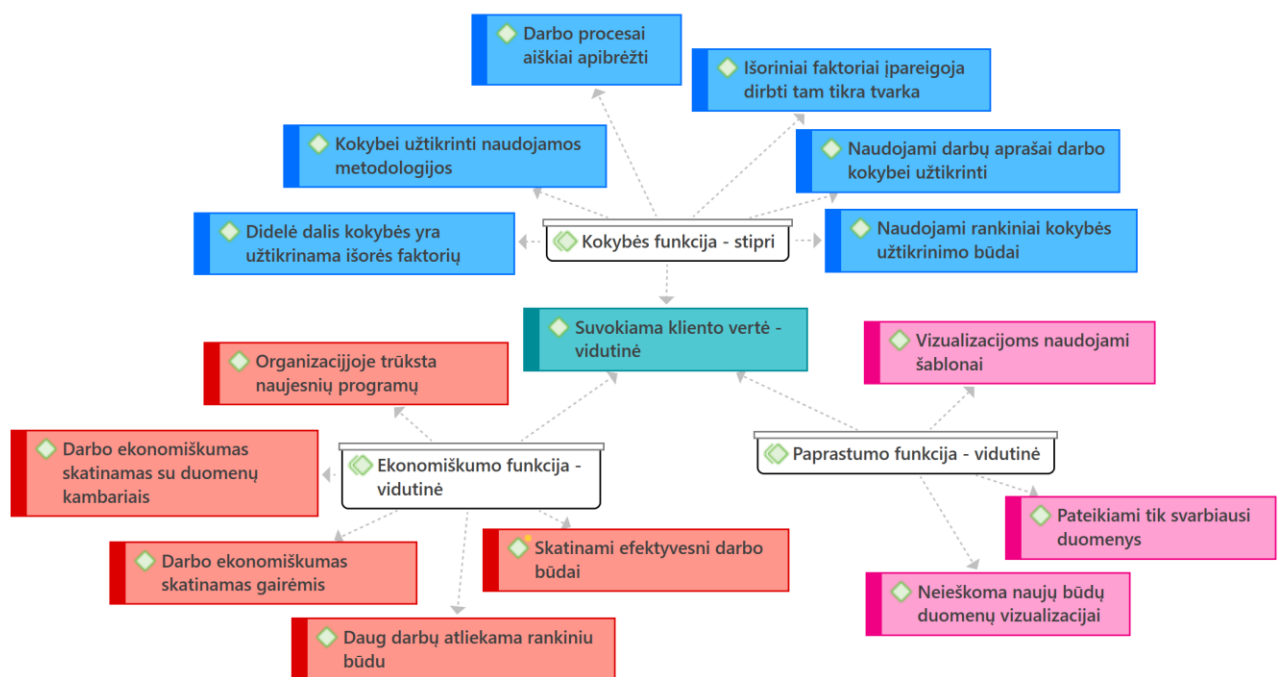 Darbo procesai
aiškiai apibrėžti
Išoriniai faktoriai įpareigoja
dirbti tam tikra tvarka
Kokybei užtikrinti naudojamos
metodologijos
Naudojami darbų aprašai darbo
kokybei užtikrinti
Didelė dalis kokybės yra
užtikrinama išorės faktorių
Kokybės funkcija - stipri
Naudojami rankiniai kokybės
užtikrinimo būdai
Suvokiama kliento vertė -
vidutinė
Organizacijoje trūksta
naujesnių programų
Vizualizacijoms naudojami
šablonai
Darbo ekonomiškumas
skatinamas su duomenų
kambariais
Ekonomiškumo funkcija -
vidutinė
Paprastumo funkcija - vidutinė
Pateikiami tik svarbiausi
duomenys
Darbo ekonomiškumas
skatinamas gairėmis
Skatinami efektyvesni darbo
būdai
Neieškoma naujų būdų
duomenų vizualizacijai
Daug darbų atliekama rankiniu
būdu